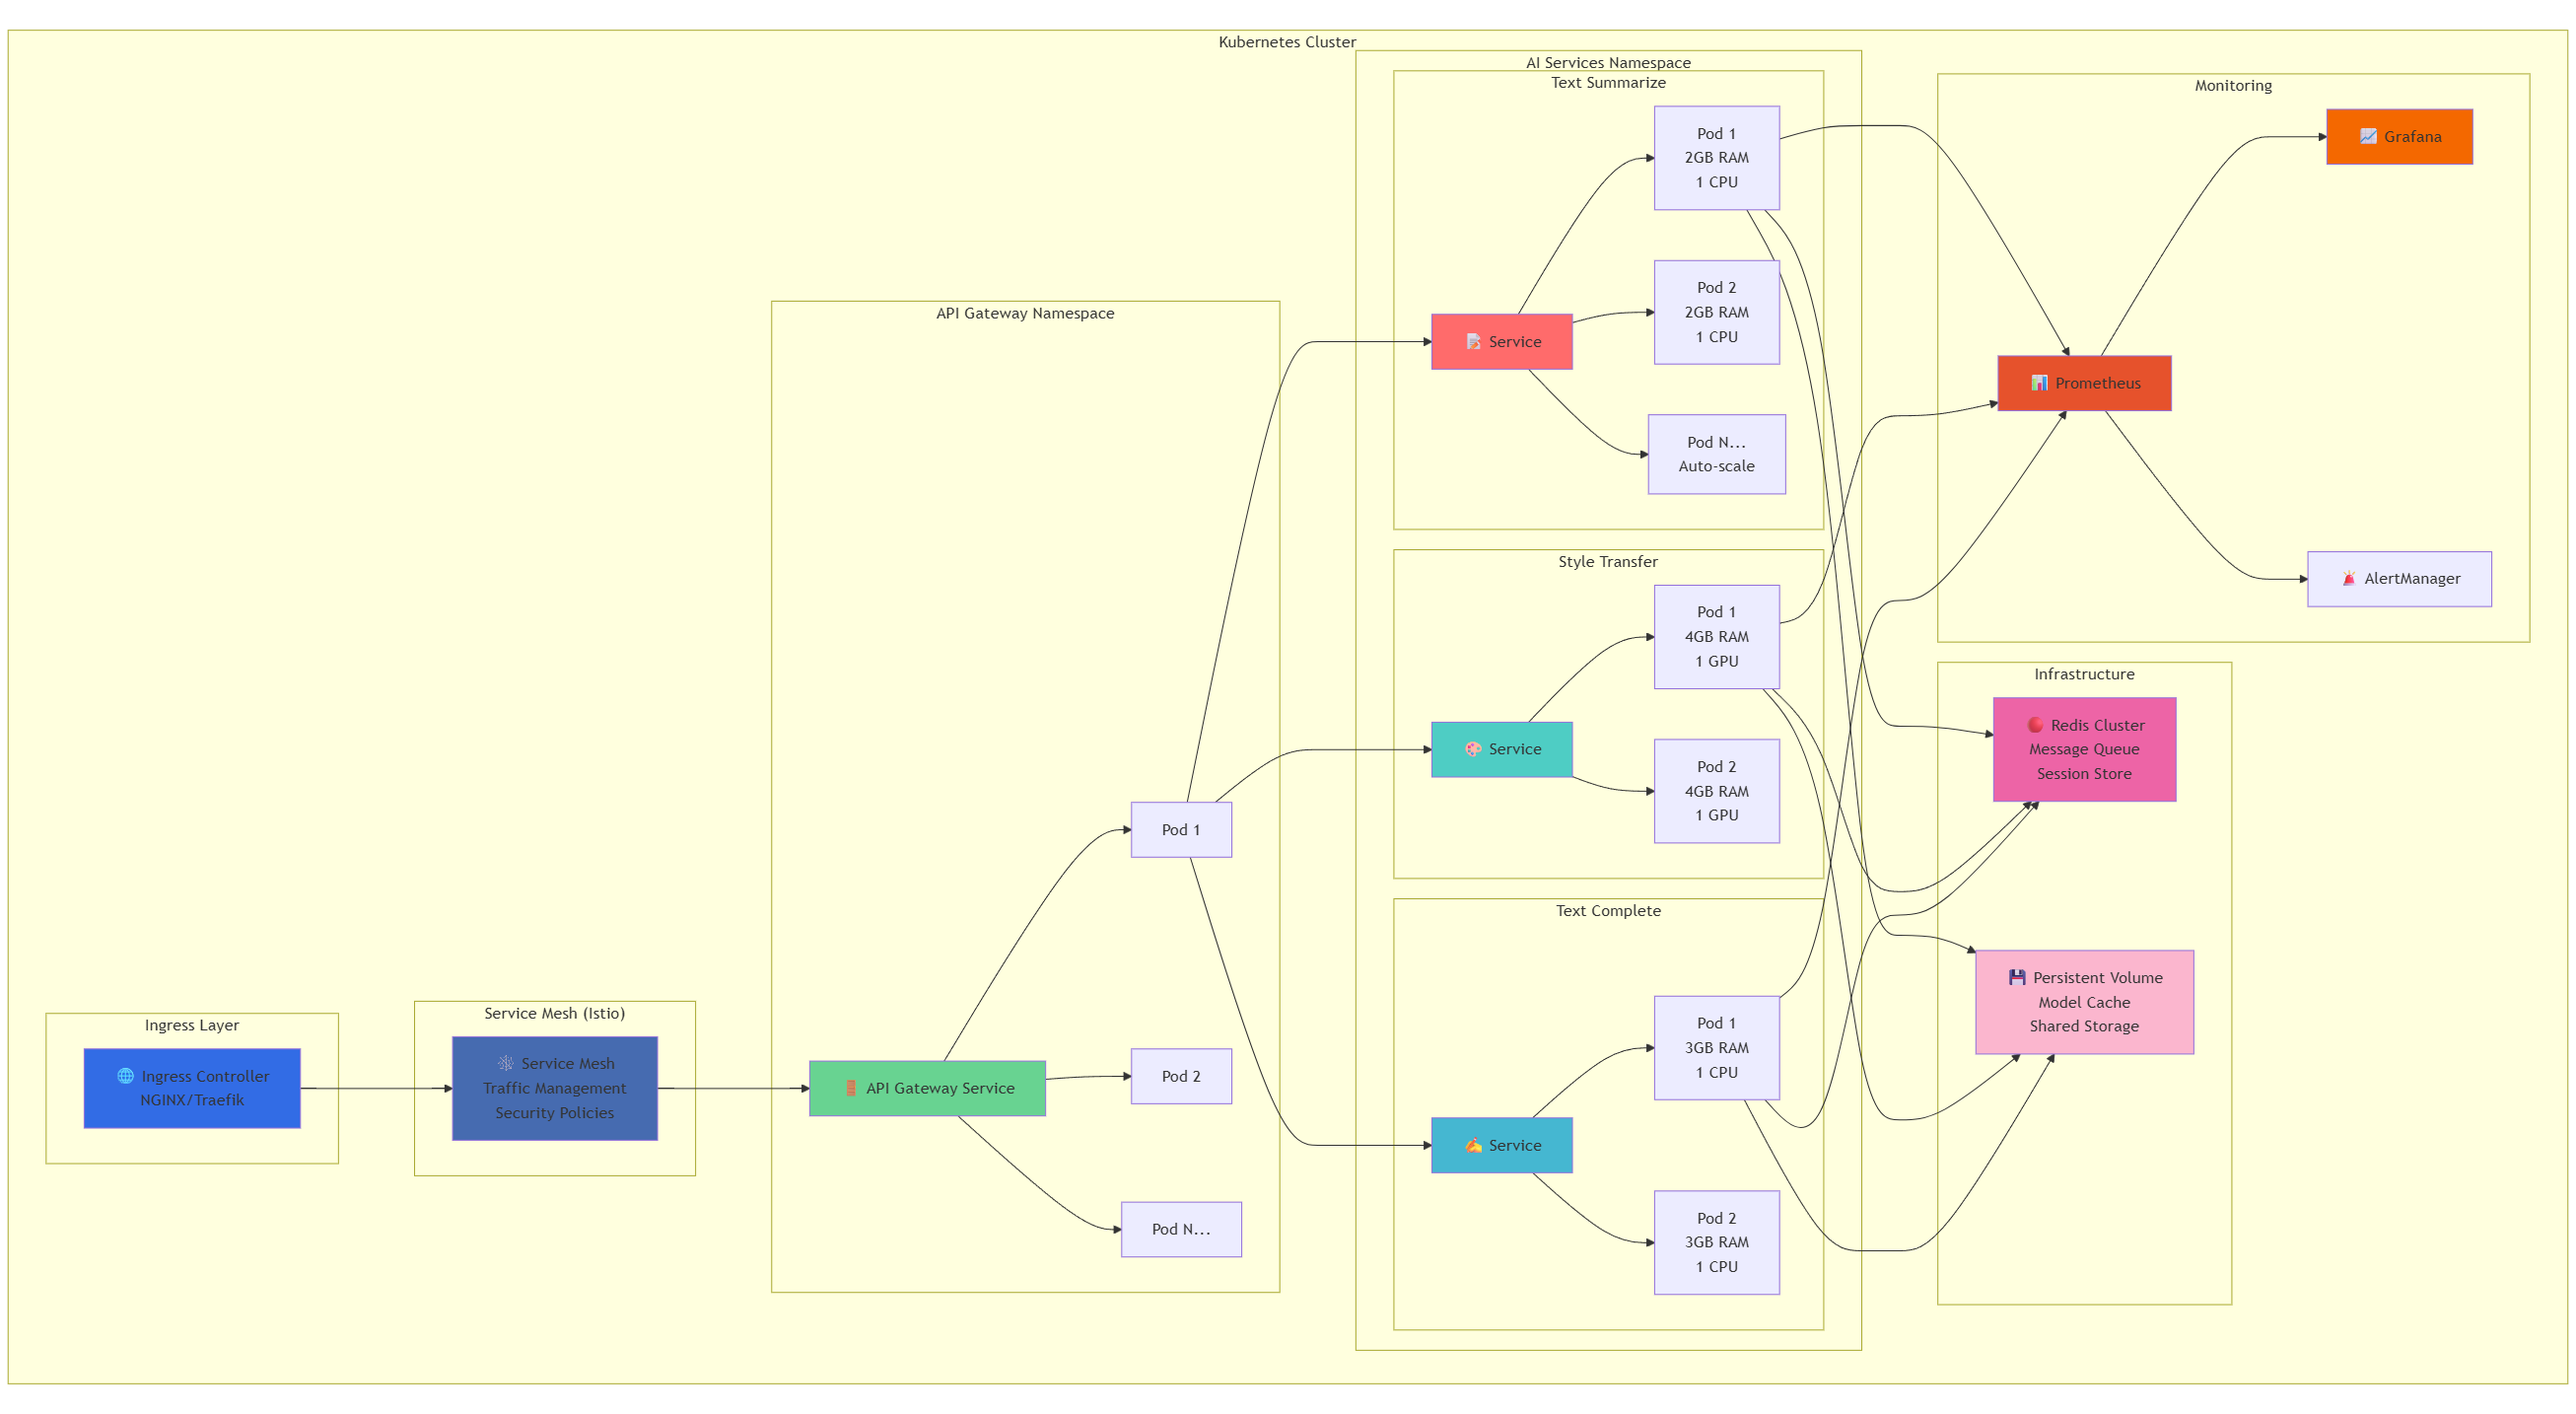 Kubernetes Cluster
Ingress Layer
🌐 Ingress Controller
NGINX/Traefik
Service Mesh (Istio)
🕸️ Service Mesh
Traffic Management
Security Policies
API Gateway Namespace
🚪 API Gateway Service
Pod 1
Pod 2
Pod N...
AI Services Namespace
Text Summarize
📝 Service
Pod 1
2GB RAM
1 CPU
Pod 2
2GB RAM
1 CPU
Pod N...
Auto-scale
Style Transfer
🎨 Service
Pod 1
4GB RAM
1 GPU
Pod 2
4GB RAM
1 GPU
Text Complete
✍️ Service
Pod 1
3GB RAM
1 CPU
Pod 2
3GB RAM
1 CPU
Monitoring
📈 Grafana
📊 Prometheus
🚨 AlertManager
Infrastructure
🔴 Redis Cluster
Message Queue
Session Store
💾 Persistent Volume
Model Cache
Shared Storage